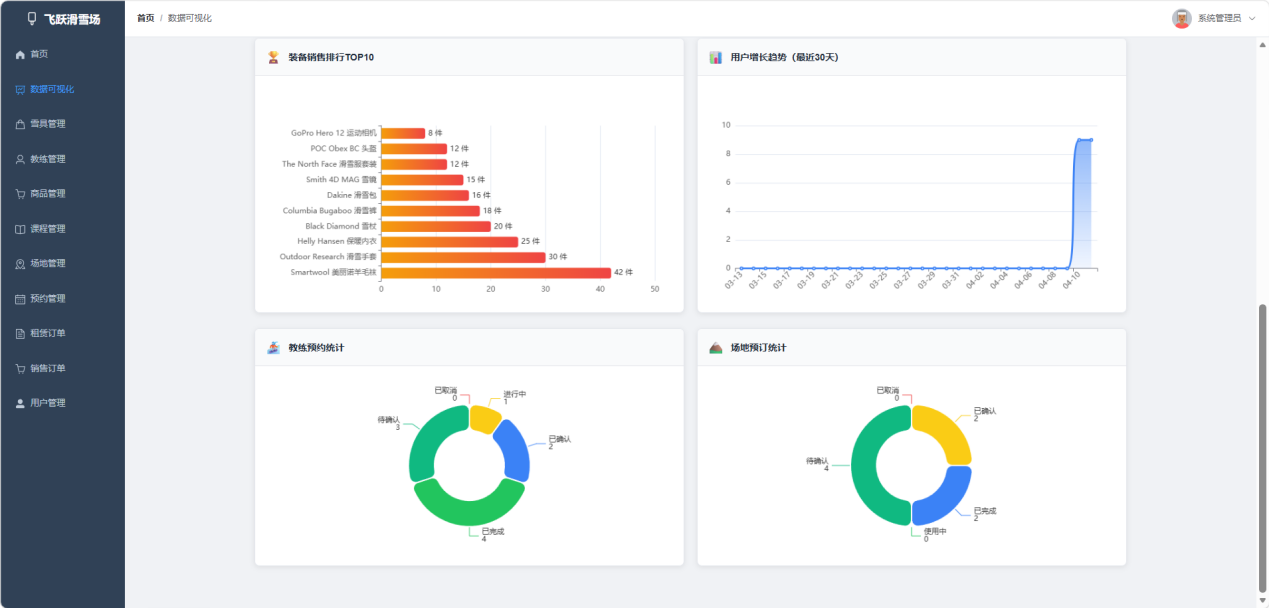 飞跃滑雪场
首页 / 数据可视化
系统管理员
首页
数据可视化
雪具管理
教练管理
商品管理
课程管理
场地管理
预约管理
租赁订单
销售订单
用户管理
装备销售排行TOP10
GoPro Hero 12 运动相机 8 件
POC Obex BC 头盔 12 件
The North Face 滑雪服套装 12 件
Smith 4D MAG 雪镜 15 件
Dakine 滑雪包 16 件
Columbia Bugaboo 滑雪裤 18 件
Black Diamond 雪杖 20 件
Helly Hansen 保暖内衣 25 件
Outdoor Research 滑雪手套 30 件
Smartwool 美丽诺羊毛袜 42 件
0 10 20 30 40 50
用户增长趋势（最近30天）
10
8
6
4
2
0
03-13 03-15 03-17 03-19 03-21 03-23 03-25 03-27 03-29 03-31 04-02 04-04 04-06 04-08 04-10
教练预约统计
已取消
0
进行中
1
待确认
3
已确认
2
已完成
4
场地预订统计
已取消
0
已确认
2
待确认
4
已完成
2
使用中
0